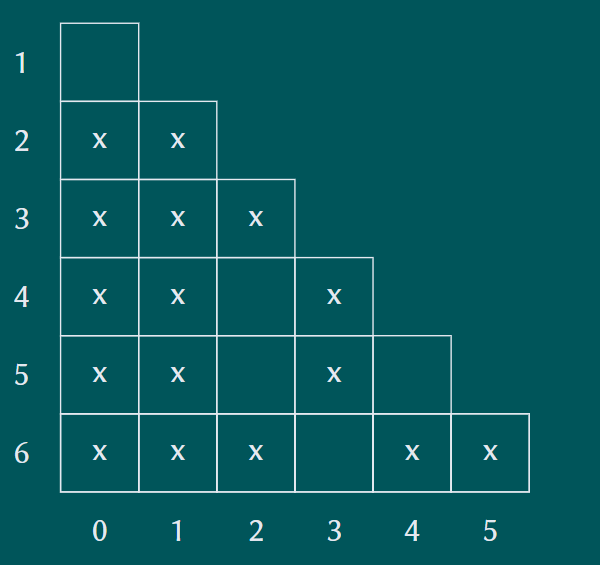 1
2 x x
3 x x x
4 x x x
5 x x x
6 x x x x x
0 1 2 3 4 5